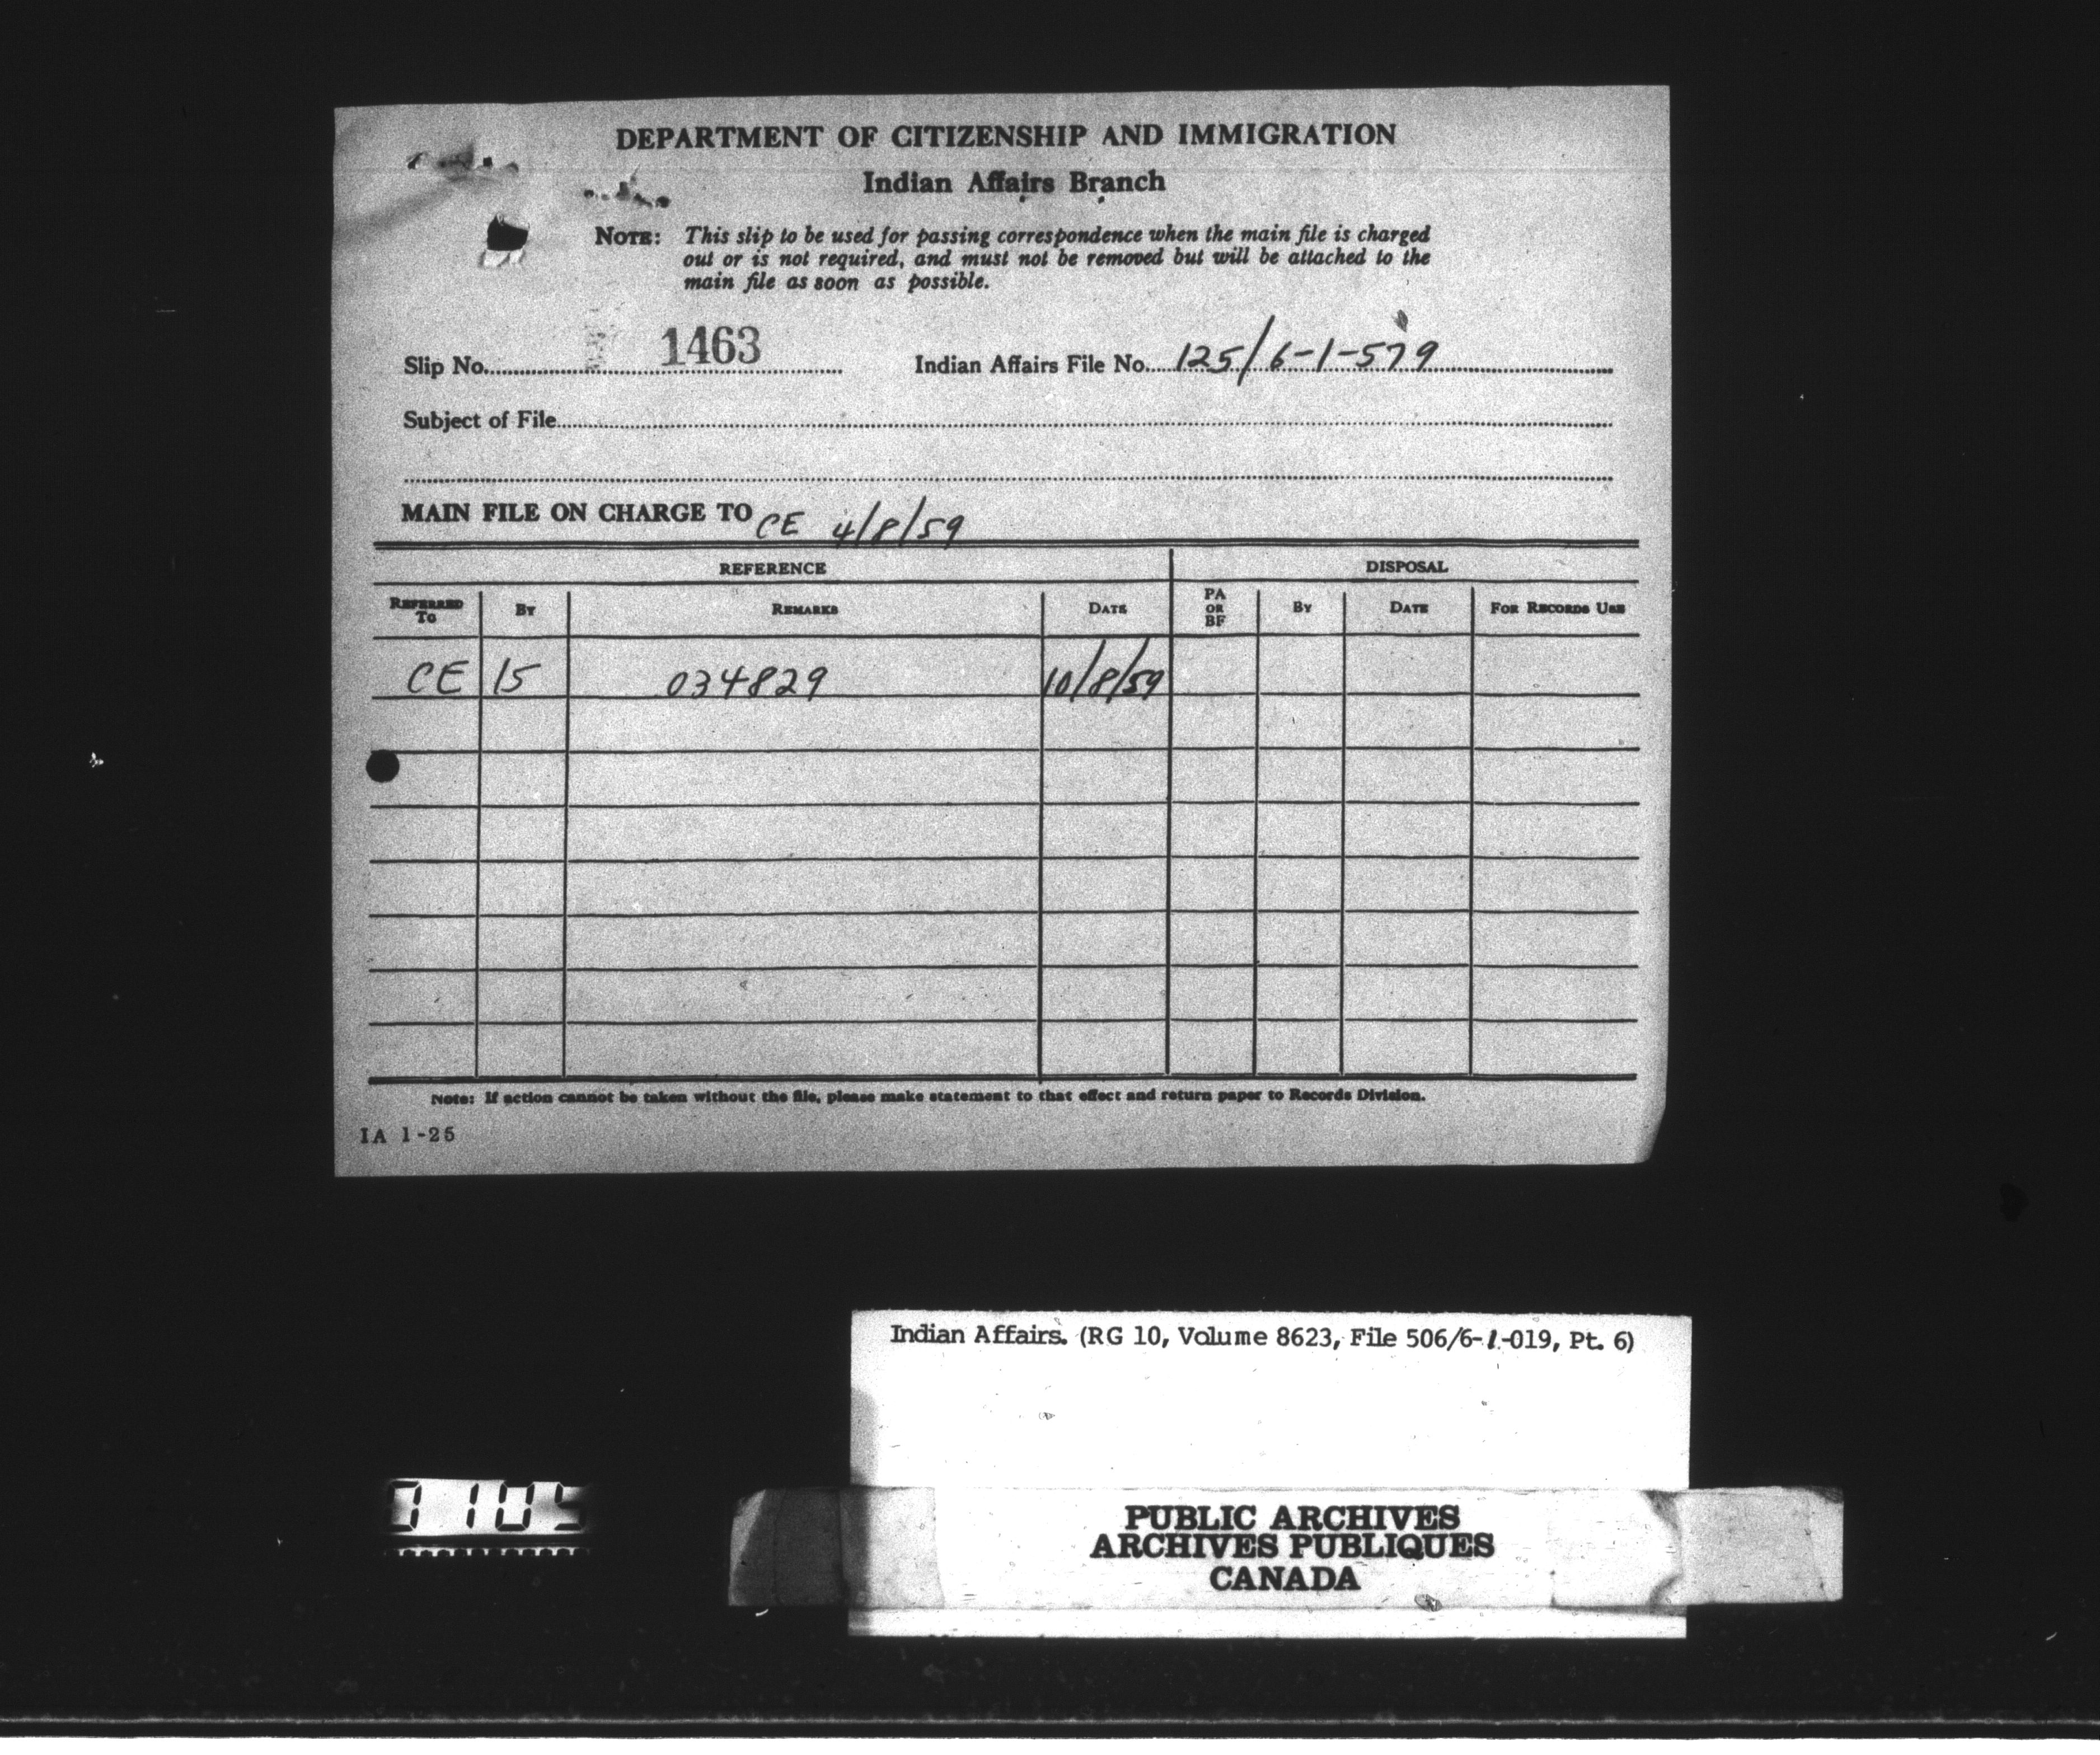 DEPARTMENT OF CITIZENSHIP AND IMMIGRATION
Indian Affairs Branch
NOTE: This slip to be used for passing correspondence when the main file is charged
out or is not required, and must not be removed but will be attached to the
main file as soon as possible.
Slip No. 1463 Indian Affairs File No. 125/6-1-579
Subject of File
MAIN FILE ON CHARGE TO CE 4/8/59
REFERENCE DISPOSAL
REFERRED TO BY REMARKS DATE PA OR BF BY DATE FOR RECORDS USE
CE 15 034829 10/8/59
Note: If action cannot be taken without the file, please make statement to that effect and return paper to Records Division.
IA 1-25
Indian Affairs. (RG 10, Volume 8623, File 506/6-1-019, Pt. 6)
PUBLIC ARCHIVES
ARCHIVES PUBLIQUES
CANADA